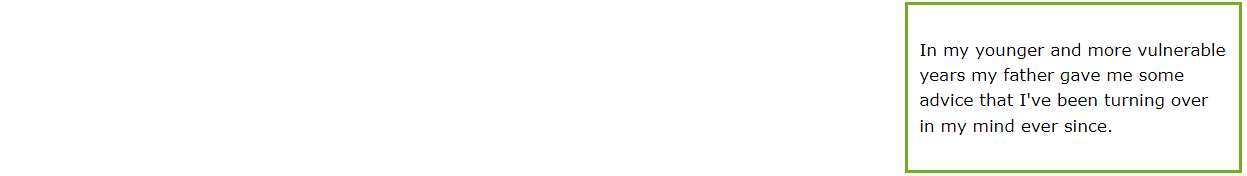 In my younger and more vulnerable
years my father gave me some
advice that I've been turning over
in my mind ever since.